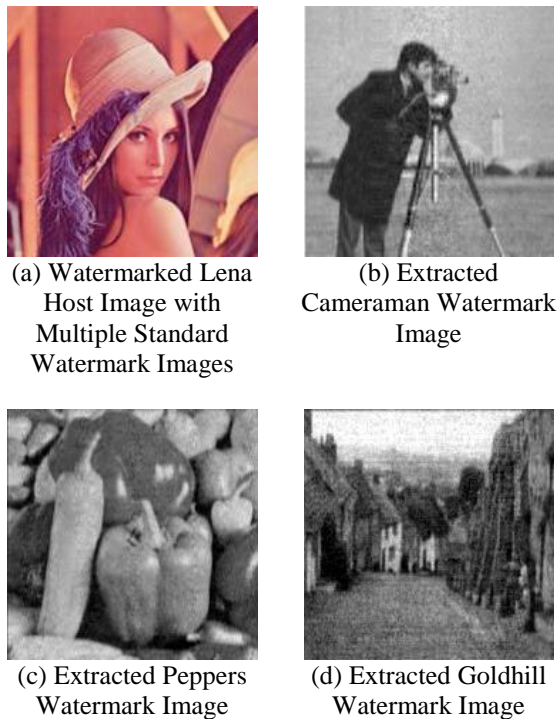 (a) Watermarked Lena
Host Image with
Multiple Standard
Watermark Images
(b) Extracted
Cameraman Watermark
Image
(c) Extracted Peppers
Watermark Image
(d) Extracted Goldhill
Watermark Image